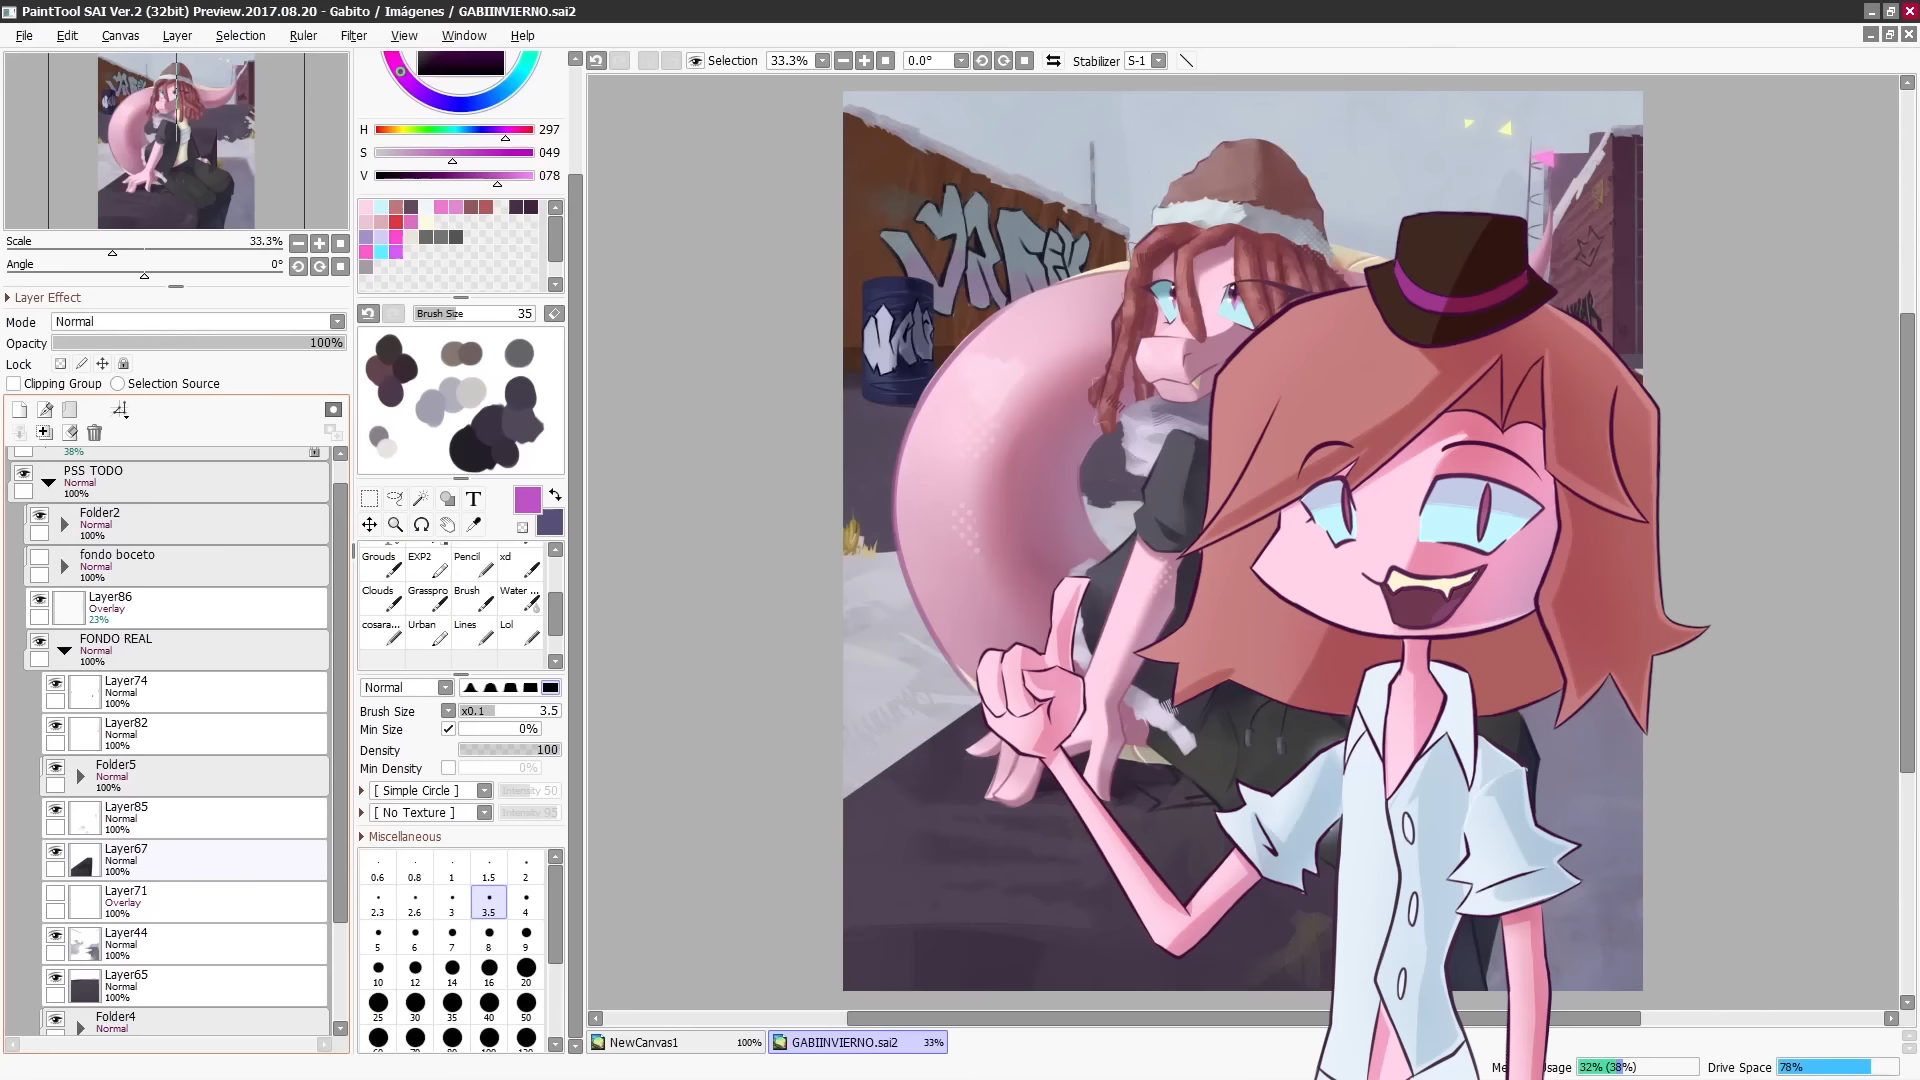 PaintTool SAI Ver.2 (32bit) Preview.2017.08.20 - Gabito / Imágenes / GABIINVIERNO.sai2
File Edit Canvas Layer Selection Ruler Filter View Window Help
Selection 33.3% 0.0° Stabilizer S-1
Scale 33.3%
Angle 0°
Layer Effect
Mode Normal
Opacity 100%
Lock
Clipping Group Selection Source
38%
PSS TODO
Normal
100%
Folder2
Normal
100%
fondo boceto
Normal
100%
Layer86
Overlay
23%
FONDO REAL
Normal
100%
Layer74
Normal
100%
Layer82
Normal
100%
Folder5
Normal
100%
Layer85
Normal
100%
Layer67
Normal
100%
Layer71
Overlay
100%
Layer44
Normal
100%
Layer65
Normal
100%
Folder4
Normal
H 297
S 049
V 078
Brush Size 35
T
Grouds EXP2 Pencil xd
Clouds Grasspro Brush Water ...
cosara... Urban Lines Lol
Normal
Brush Size x0.1 3.5
Min Size 0%
Density 100
Min Density 0%
[ Simple Circle ] Intensity 50
[ No Texture ] Intensity 95
Miscellaneous
0.6 0.8 1 1.5 2
2.3 2.6 3 3.5 4
5 6 7 8 9
10 12 14 16 20
25 30 35 40 50
NewCanvas1 100% GABIINVIERNO.sai2 33%
32% (38%) Drive Space 78%